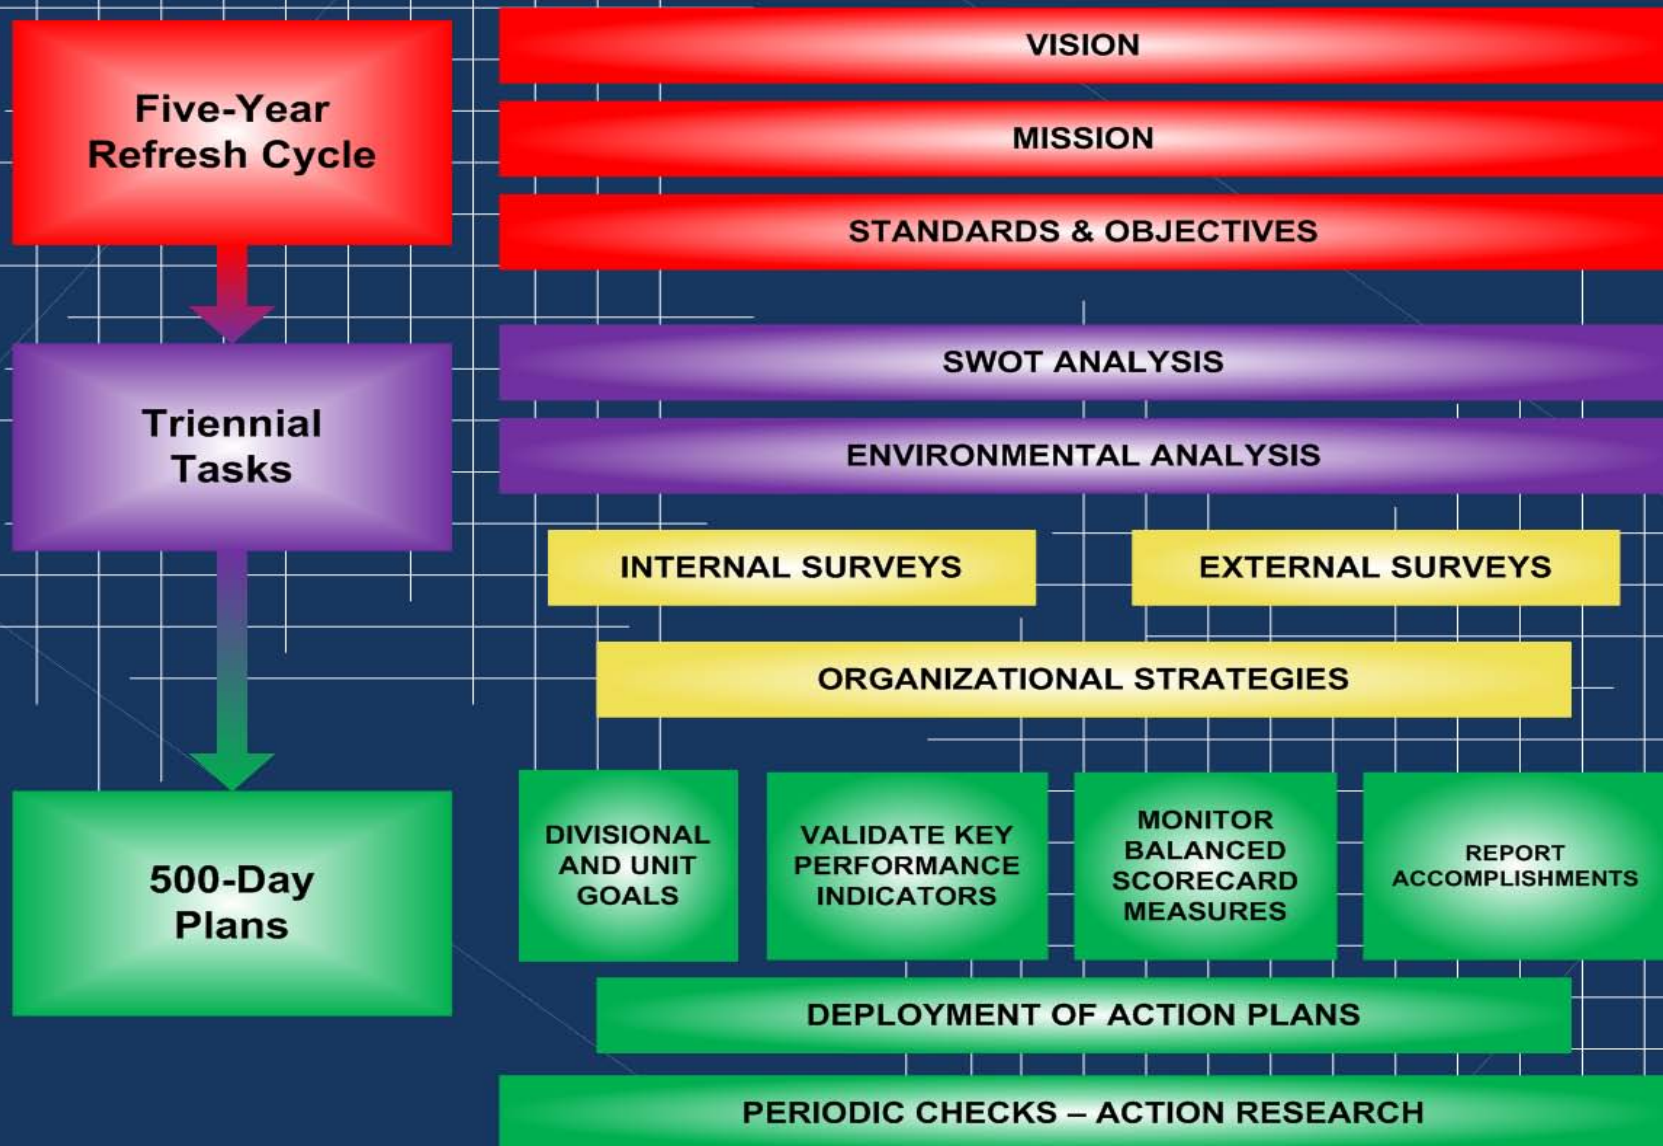 Five-Year
Refresh Cycle
VISION
MISSION
STANDARDS & OBJECTIVES
Triennial
Tasks
SWOT ANALYSIS
ENVIRONMENTAL ANALYSIS
INTERNAL SURVEYS
EXTERNAL SURVEYS
ORGANIZATIONAL STRATEGIES
500-Day
Plans
DIVISIONAL
AND UNIT
GOALS
VALIDATE KEY
PERFORMANCE
INDICATORS
MONITOR
BALANCED
SCORECARD
MEASURES
REPORT
ACCOMPLISHMENTS
DEPLOYMENT OF ACTION PLANS
PERIODIC CHECKS – ACTION RESEARCH